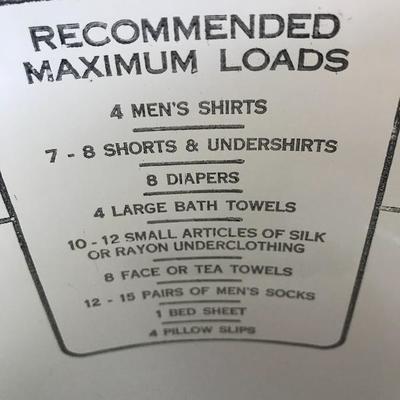 RECOMMENDED
MAXIMUM LOADS
4 MEN'S SHIRTS
7 - 8 SHORTS & UNDERSHIRTS
8 DIAPERS
4 LARGE BATH TOWELS
10 - 12 SMALL ARTICLES OF SILK
OR RAYON UNDERCLOTHING
8 FACE OR TEA TOWELS
12 - 15 PAIRS OF MEN'S SOCKS
1 BED SHEET
4 PILLOW SLIPS